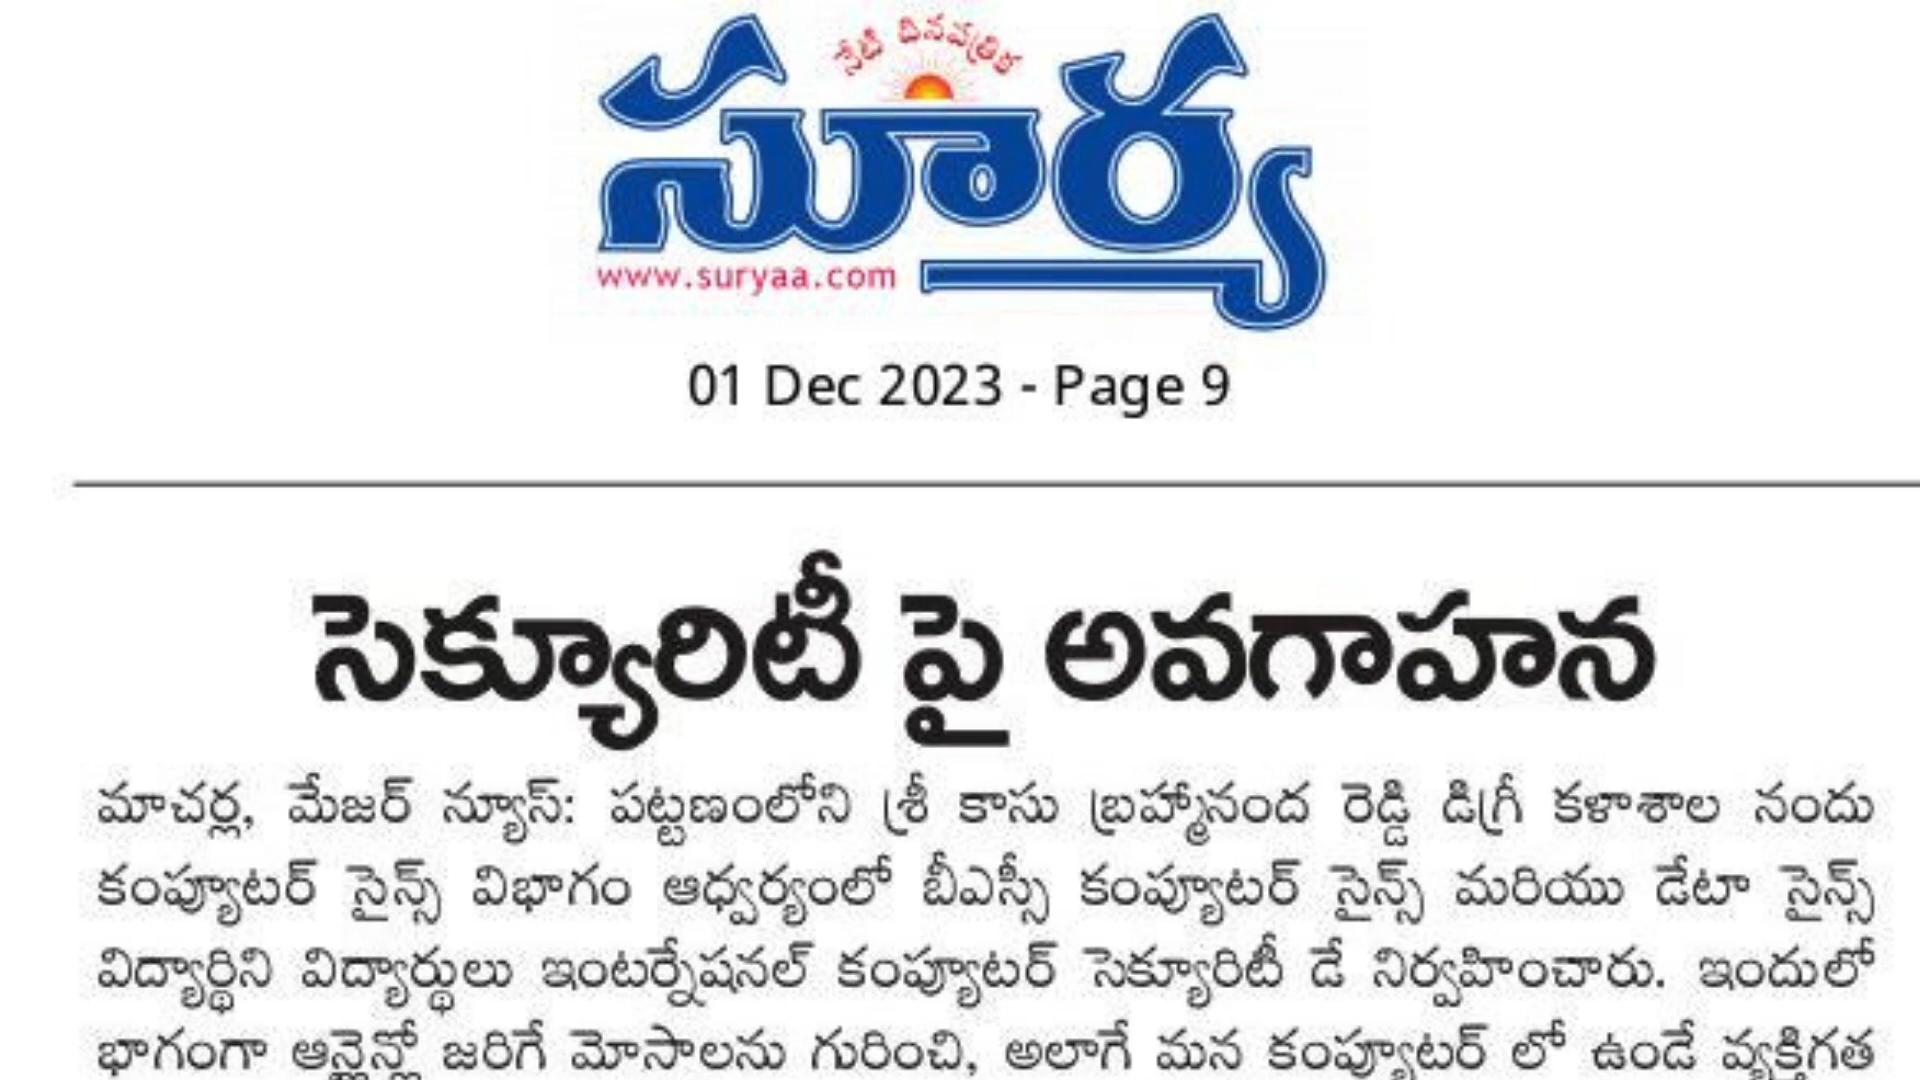 నేటి దినపత్రిక
సూర్య
www.suryaa.com
01 Dec 2023 - Page 9
సెక్యూరిటీ పై అవగాహన
మాచర్ల, మేజర్ న్యూస్: పట్టణంలోని శ్రీ కాసు బ్రహ్మానంద రెడ్డి డిగ్రీ కళాశాల నందు
కంప్యూటర్ సైన్స్ విభాగం ఆధ్వర్యంలో బీఎస్సీ కంప్యూటర్ సైన్స్ మరియు డేటా సైన్స్
విద్యార్థిని విద్యార్థులు ఇంటర్నేషనల్ కంప్యూటర్ సెక్యూరిటీ డే నిర్వహించారు. ఇందులో
భాగంగా ఆన్లైన్లో జరిగే మోసాలను గురించి, అలాగే మన కంప్యూటర్ లో ఉండే వ్యక్తిగత